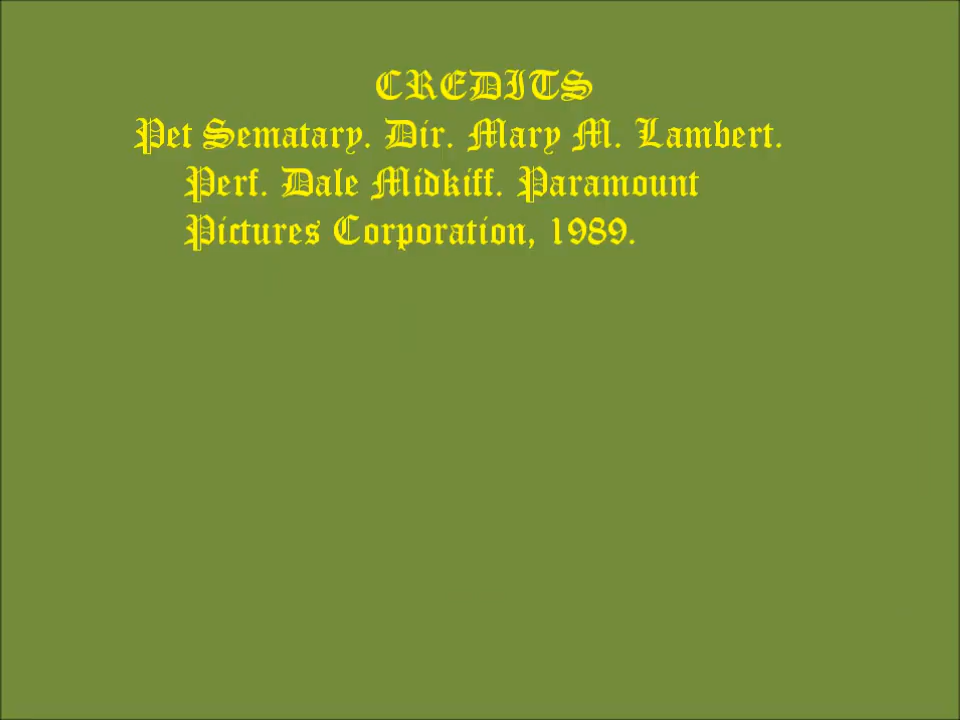 CREDITS
Pet Sematary. Dir. Mary M. Lambert.
Perf. Dale Midkiff. Paramount
Pictures Corporation, 1989.